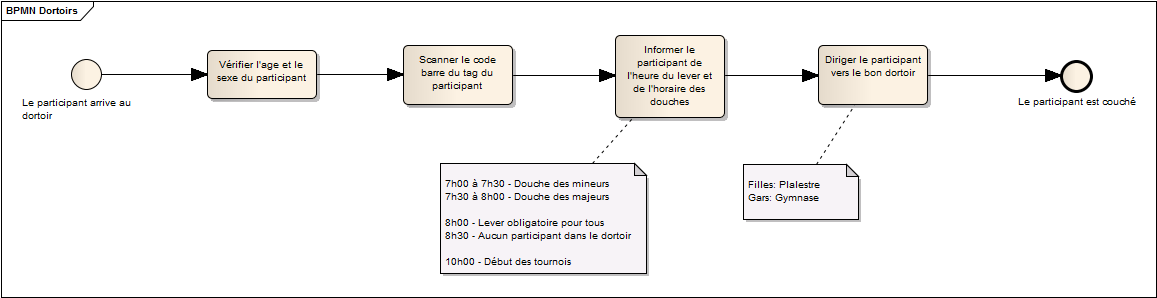 BPMN Dortoirs
Le participant arrive au
dortoir
Vérifier l'age et le
sexe du participant
Scanner le code
barre du tag du
participant
Informer le
participant de
l'heure du lever et
de l'horaire des
douches
Diriger le participant
vers le bon dortoir
Le participant est couché
7h00 à 7h30 - Douche des mineurs
7h30 à 8h00 - Douche des majeurs
8h00 - Lever obligatoire pour tous
8h30 - Aucun participant dans le dortoir
10h00 - Début des tournois
Filles: Plalestre
Gars: Gymnase